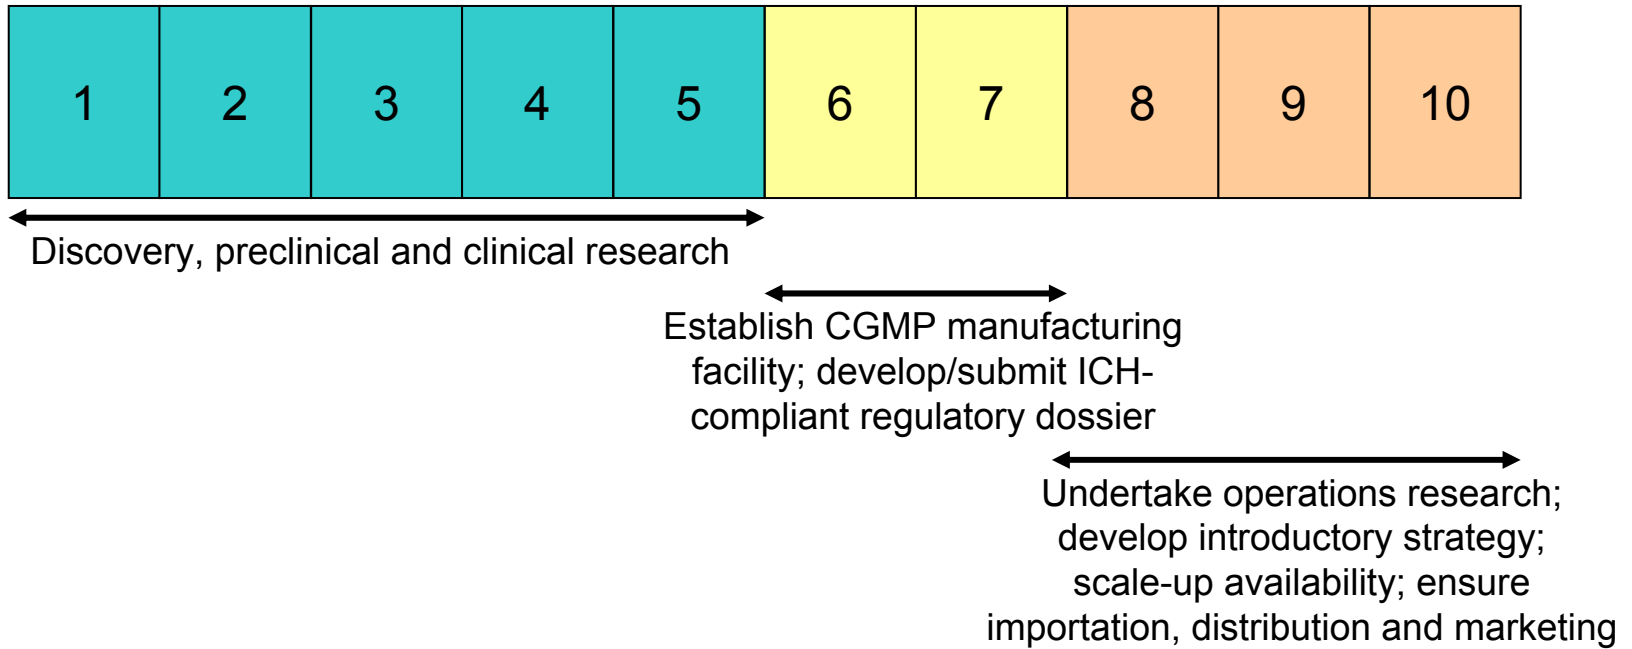 1 2 3 4 5 6 7 8 9 10
Discovery, preclinical and clinical research
Establish CGMP manufacturing
facility; develop/submit ICH-
compliant regulatory dossier
Undertake operations research;
develop introductory strategy;
scale-up availability; ensure
importation, distribution and marketing